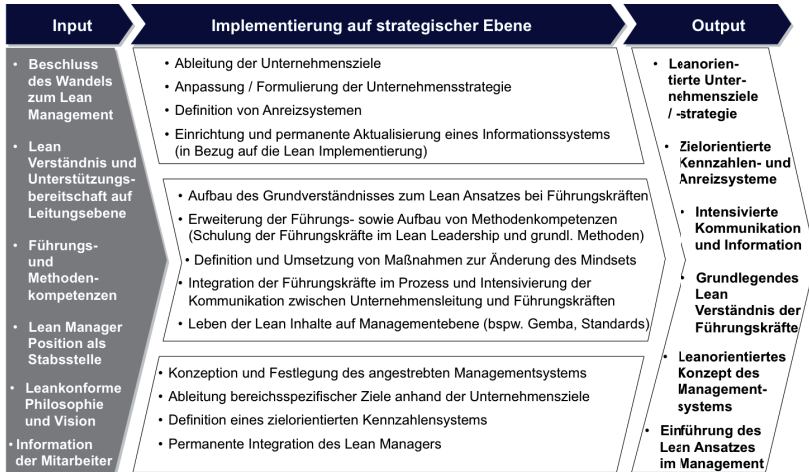 Input
Implementierung auf strategischer Ebene
Output
• Beschluss
des Wandels
zum Lean
Management
• Lean
Verständnis und
Unterstützungs-
bereitschaft auf
Leitungsebene
• Führungs-
und
Methoden-
kompetenzen
• Lean Manager
Position als
Stabsstelle
• Leankonforme
Philosophie
und Vision
• Information
der Mitarbeiter
• Ableitung der Unternehmensziele
• Anpassung / Formulierung der Unternehmensstrategie
• Definition von Anreizsystemen
• Einrichtung und permanente Aktualisierung eines Informationssystems
(in Bezug auf die Lean Implementierung)
• Aufbau des Grundverständnisses zum Lean Ansatzes bei Führungskräften
• Erweiterung der Führungs- sowie Aufbau von Methodenkompetenzen
(Schulung der Führungskräfte im Lean Leadership und grundl. Methoden)
• Definition und Umsetzung von Maßnahmen zur Änderung des Mindsets
• Integration der Führungskräfte im Prozess und Intensivierung der
Kommunikation zwischen Unternehmensleitung und Führungskräften
• Leben der Lean Inhalte auf Managementebene (bspw. Gemba, Standards)
• Konzeption und Festlegung des angestrebten Managementsystems
• Ableitung bereichsspezifischer Ziele anhand der Unternehmensziele
• Definition eines zielorientierten Kennzahlensystems
• Permanente Integration des Lean Managers
• Leanorien-
tierte Unter-
nehmensziele
/ -strategie
• Zielorientierte
Kennzahlen- und
Anreizsysteme
• Intensivierte
Kommunikation
und Information
• Grundlegendes
Lean
Verständnis der
Führungskräfte
• Leanorientiertes
Konzept des
Management-
systems
• Einführung des
Lean Ansatzes
im Management